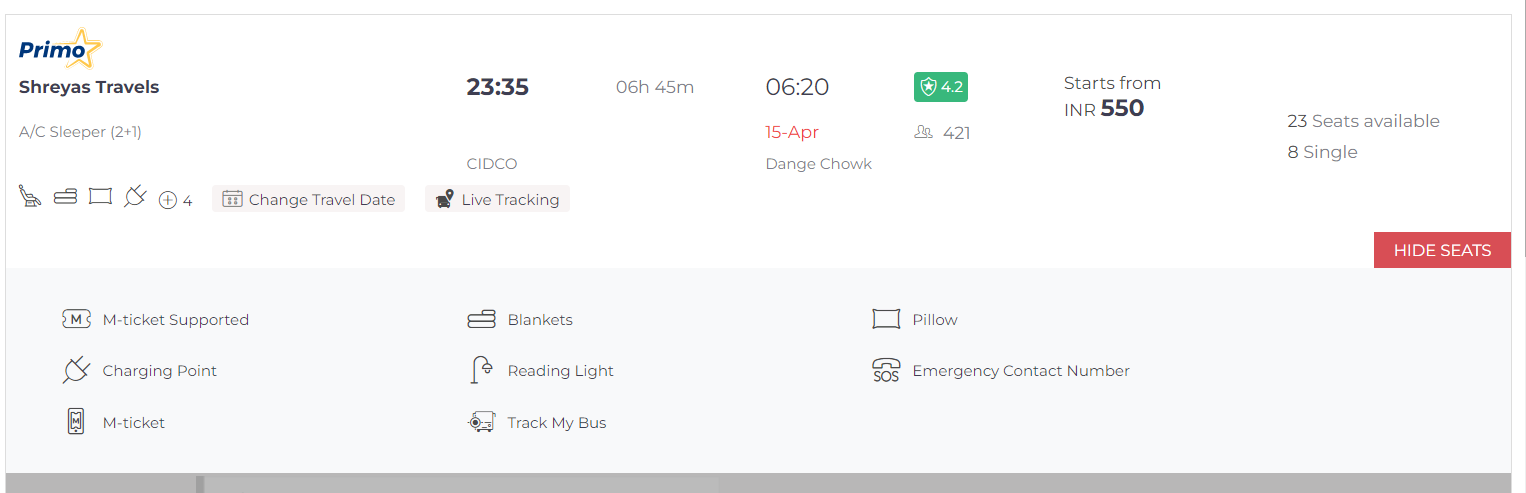 Primo
Shreyas Travels 23:35 06h 45m 06:20 4.2 Starts from
INR 550
A/C Sleeper (2+1) 15-Apr 421 23 Seats available
CIDCO Dange Chowk 8 Single
4 Change Travel Date Live Tracking
HIDE SEATS
M M-ticket Supported Blankets Pillow
Charging Point Reading Light SOS Emergency Contact Number
M M-ticket Track My Bus